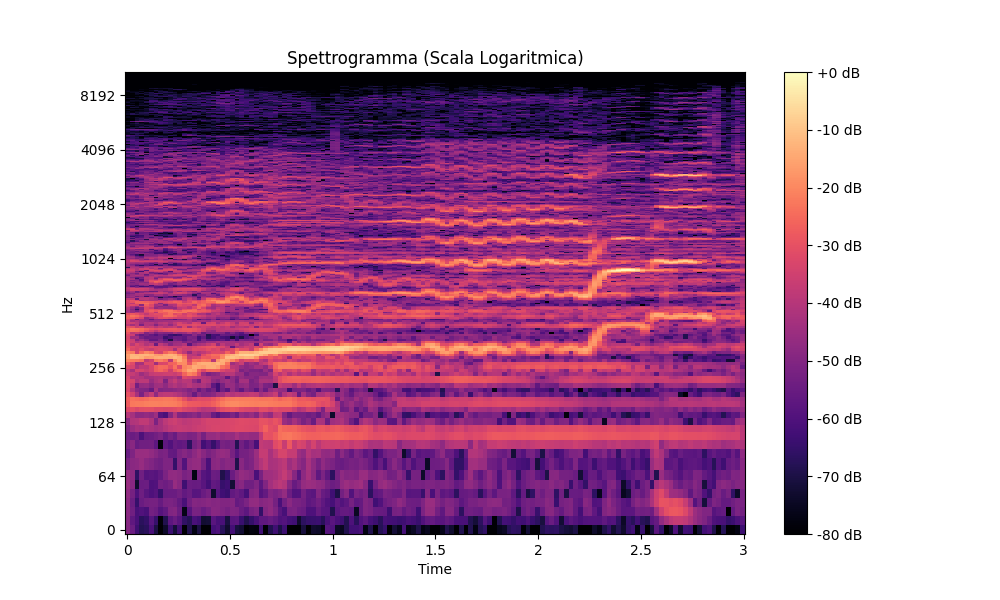 Spettrogramma (Scala Logaritmica)
Hz
8192
4096
2048
1024
512
256
128
64
0
0 0.5 1 1.5 2 2.5 3
Time
+0 dB
-10 dB
-20 dB
-30 dB
-40 dB
-50 dB
-60 dB
-70 dB
-80 dB